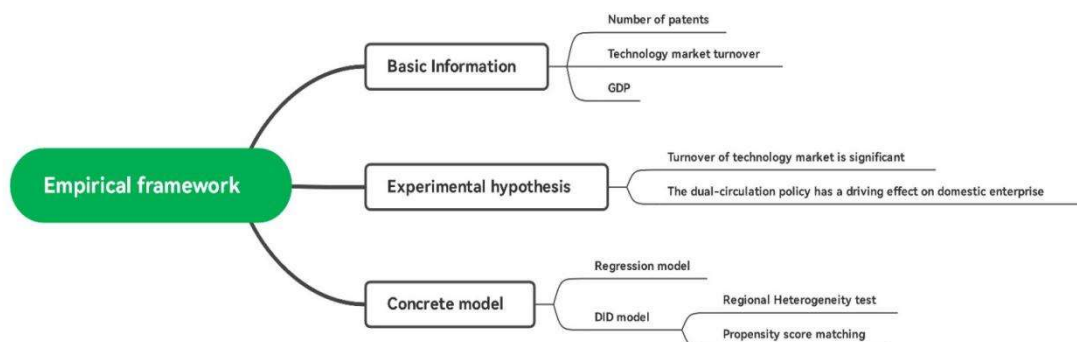 Empirical framework
Basic Information
Number of patents
Technology market turnover
GDP
Experimental hypothesis
Turnover of technology market is significant
The dual-circulation policy has a driving effect on domestic enterprise
Concrete model
Regression model
DID model
Regional Heterogeneity test
Propensity score matching